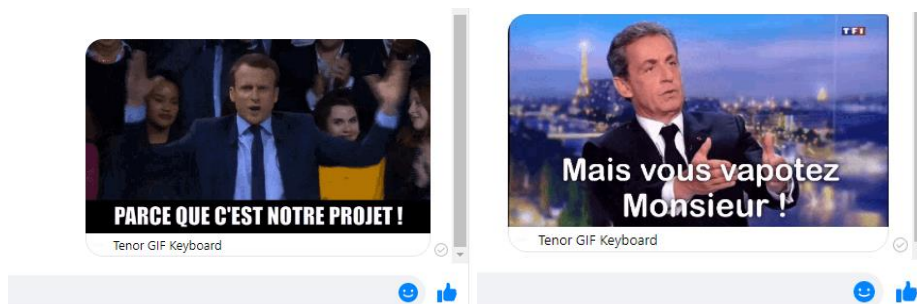 PARCE QUE C'EST NOTRE PROJET !
Tenor GIF Keyboard
TF1
Mais vous vapotez
Monsieur !
Tenor GIF Keyboard